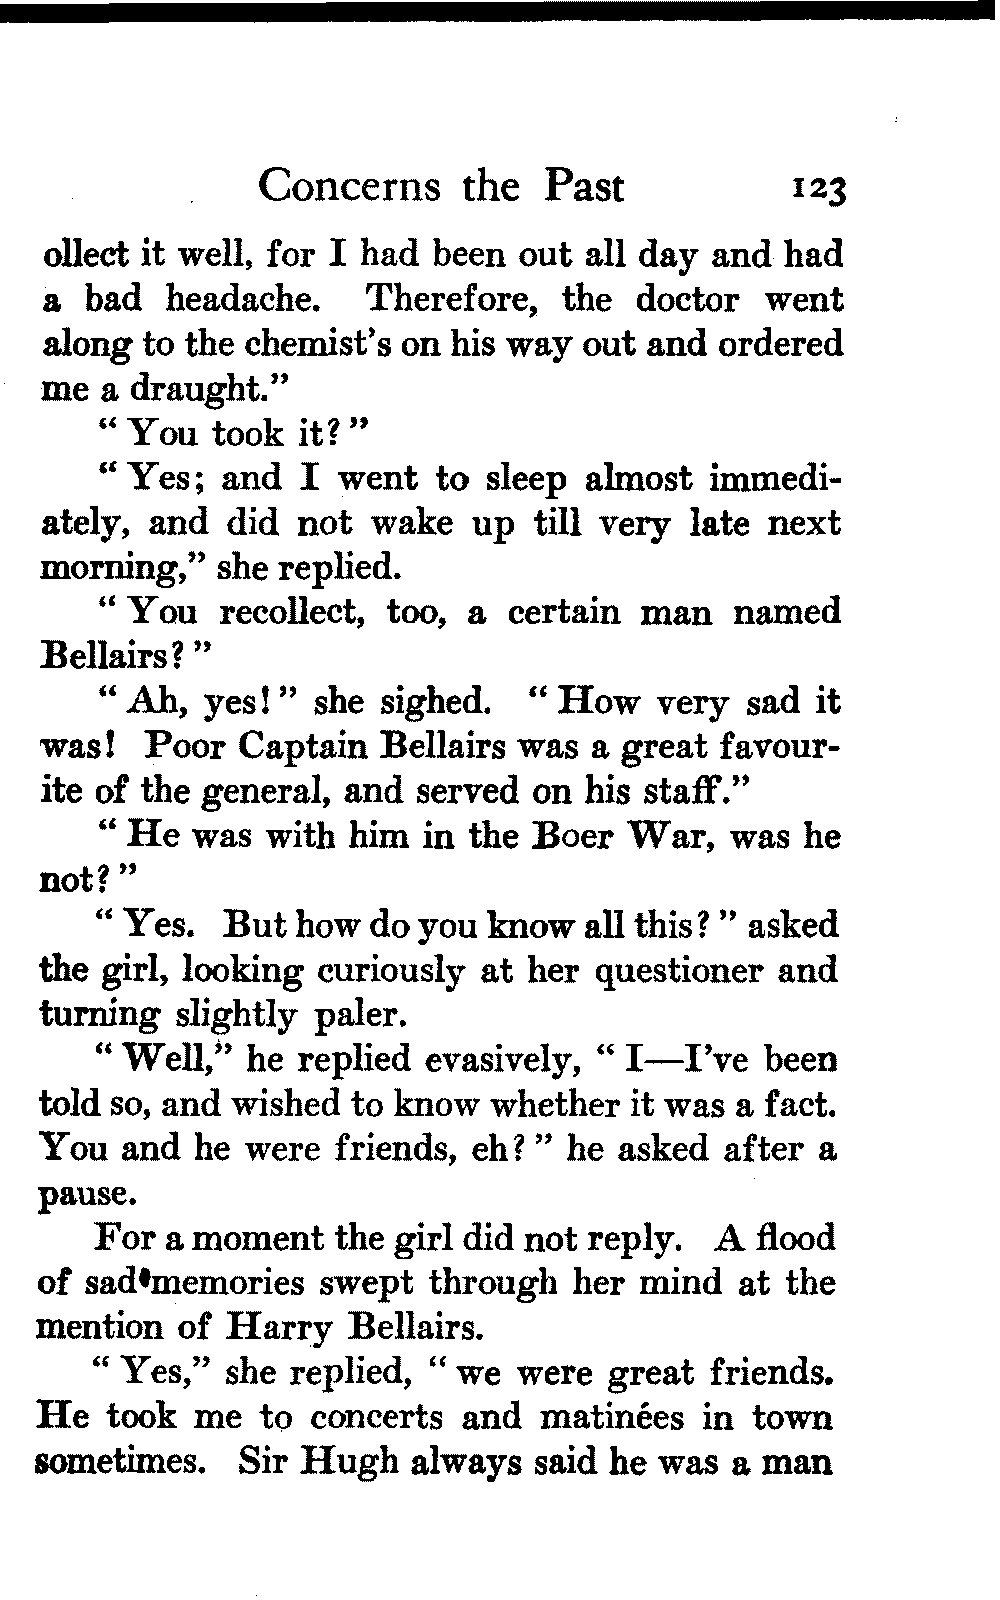 Concerns the Past 123
ollect it well, for I had been out all day and had
a bad headache. Therefore, the doctor went
along to the chemist's on his way out and ordered
me a draught."
" You took it? "
" Yes; and I went to sleep almost immedi-
ately, and did not wake up till very late next
morning," she replied.
" You recollect, too, a certain man named
Bellairs? "
" Ah, yes! " she sighed. " How very sad it
was! Poor Captain Bellairs was a great favour-
ite of the general, and served on his staff."
" He was with him in the Boer War, was he
not? "
" Yes. But how do you know all this? " asked
the girl, looking curiously at her questioner and
turning slightly paler.
" Well," he replied evasively, " I—I've been
told so, and wished to know whether it was a fact.
You and he were friends, eh? " he asked after a
pause.
For a moment the girl did not reply. A flood
of sad memories swept through her mind at the
mention of Harry Bellairs.
" Yes," she replied, " we were great friends.
He took me to concerts and matinées in town
sometimes. Sir Hugh always said he was a man